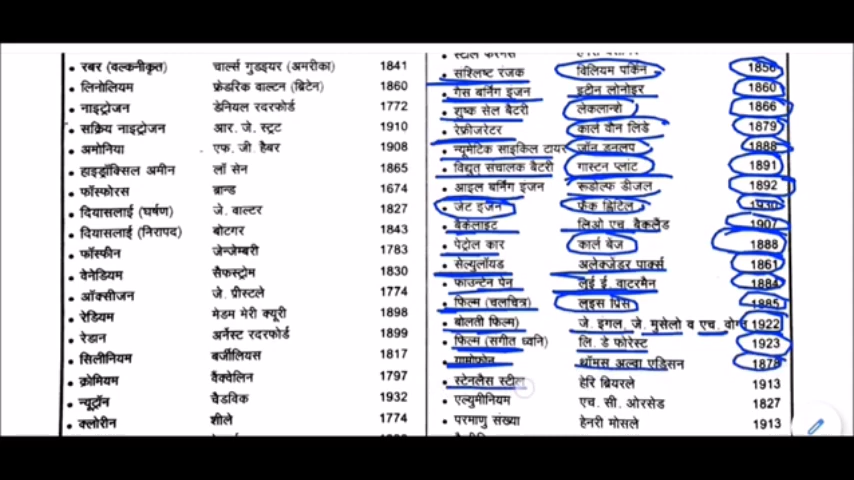 • रबर (वल्कनीकृत) चार्ल्स गुडइयर (अमरीका) 1841
• लिनोलियम फ्रेडरिक वाल्टन (ब्रिटेन) 1860
• नाइट्रोजन डेनियल रदरफोर्ड 1772
• सक्रिय नाइट्रोजन आर. जे. स्ट्रट 1910
• अमोनिया एफ. जी. हैबर 1908
• हाइड्रॉक्सिल अमीन लॉ सेन 1865
• फॉस्फोरस ब्रान्ड 1674
• दियासलाई (घर्षण) जे. वाल्टर 1827
• दियासलाई (निरापद) बोटगर 1843
• फॉस्फीन जेन्जेम्बरी 1783
• वेनेडियम सैफस्ट्रोम 1830
• ऑक्सीजन जे. प्रीस्टले 1774
• रेडियम मेडम मेरी क्यूरी 1898
• रेडान अर्नेस्ट रदरफोर्ड 1899
• सिलीनियम बर्जीलियस 1817
• क्रोमियम वैक्वेलिन 1797
• न्यूट्रॉन चैडविक 1932
• क्लोरीन शीले 1774
• सश्लिष्ट रंजक विलियम पर्किन 1856
• गैस बर्निंग इंजन इटीन लोनोइर 1860
• शुष्क सेल बैटरी लेकलान्शे 1866
• रेफ्रीजरेटर कार्ल वौन लिंडे 1879
• न्यूमेटिक साइकिल टायर जॉन डनलप 1888
• विद्युत संचालक बैटरी गास्टन प्लाट 1891
• आइल बर्निंग इंजन रूडोल्फ डीजल 1892
• जेट इंजन फ्रैंक ह्विटिल 1930
• बैकेलाइट लिओ एच. बैकलैंड 1907
• पेट्रोल कार कार्ल बेंज 1888
• सेल्युलॉयड अलेक्जेंडर पार्क्स 1861
• फाउन्टेन पेन लुई ई. वाटरमैन 1884
• फिल्म (चलचित्र) लुइस प्रिंस 1885
• बोलती फिल्म) जे. इगल, जे. मुसेलो व एच. वोग्ट 1922
• फिल्म (संगीत ध्वनि) लि. डे फोरेस्ट 1923
• ग्रामोफोन थॉमस अल्वा एडिसन 1878
• स्टेनलैस स्टील हेरि ब्रियरले 1913
• एल्युमीनियम एच. सी. ओरसेड 1827
• परमाणु संख्या हेनरी मोसले 1913